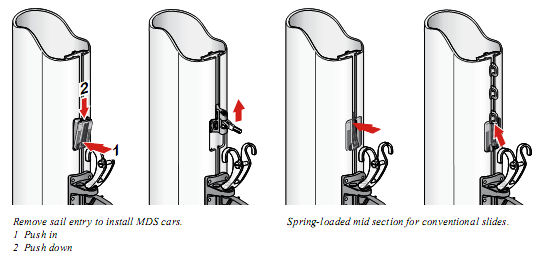 2
1
Remove sail entry to install MDS cars.
1 Push in
2 Push down
Spring-loaded mid section for conventional slides.